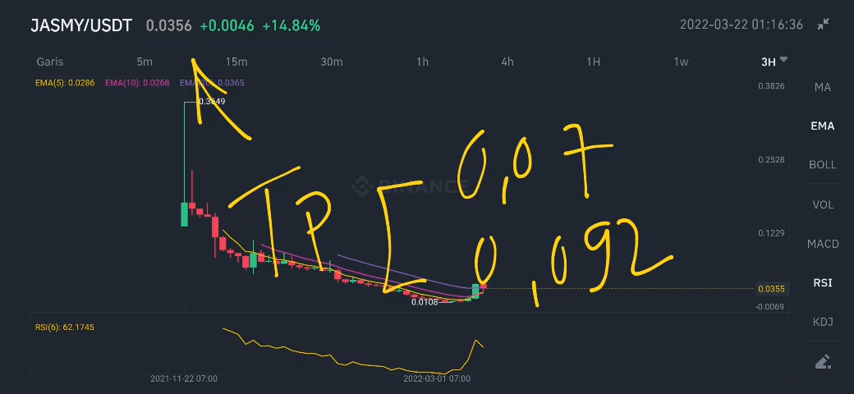 JASMY/USDT 0.0356 +0.0046 +14.84% 2022-03-22 01:16:36
Garis 5m 15m 30m 1h 4h 1H 1w 3H
EMA(5): 0.0286 EMA(10): 0.0268 0.0365
0.3826
MA
0.3649
EMA
0.2528
BOLL
0,07
TP
BINANCE
VOL
0.1229
MACD
0,092
0.0355
RSI
0.0108
-0.0069
RSI(6): 62.1745
KDJ
2021-11-22 07:00 2022-03-01 07:00